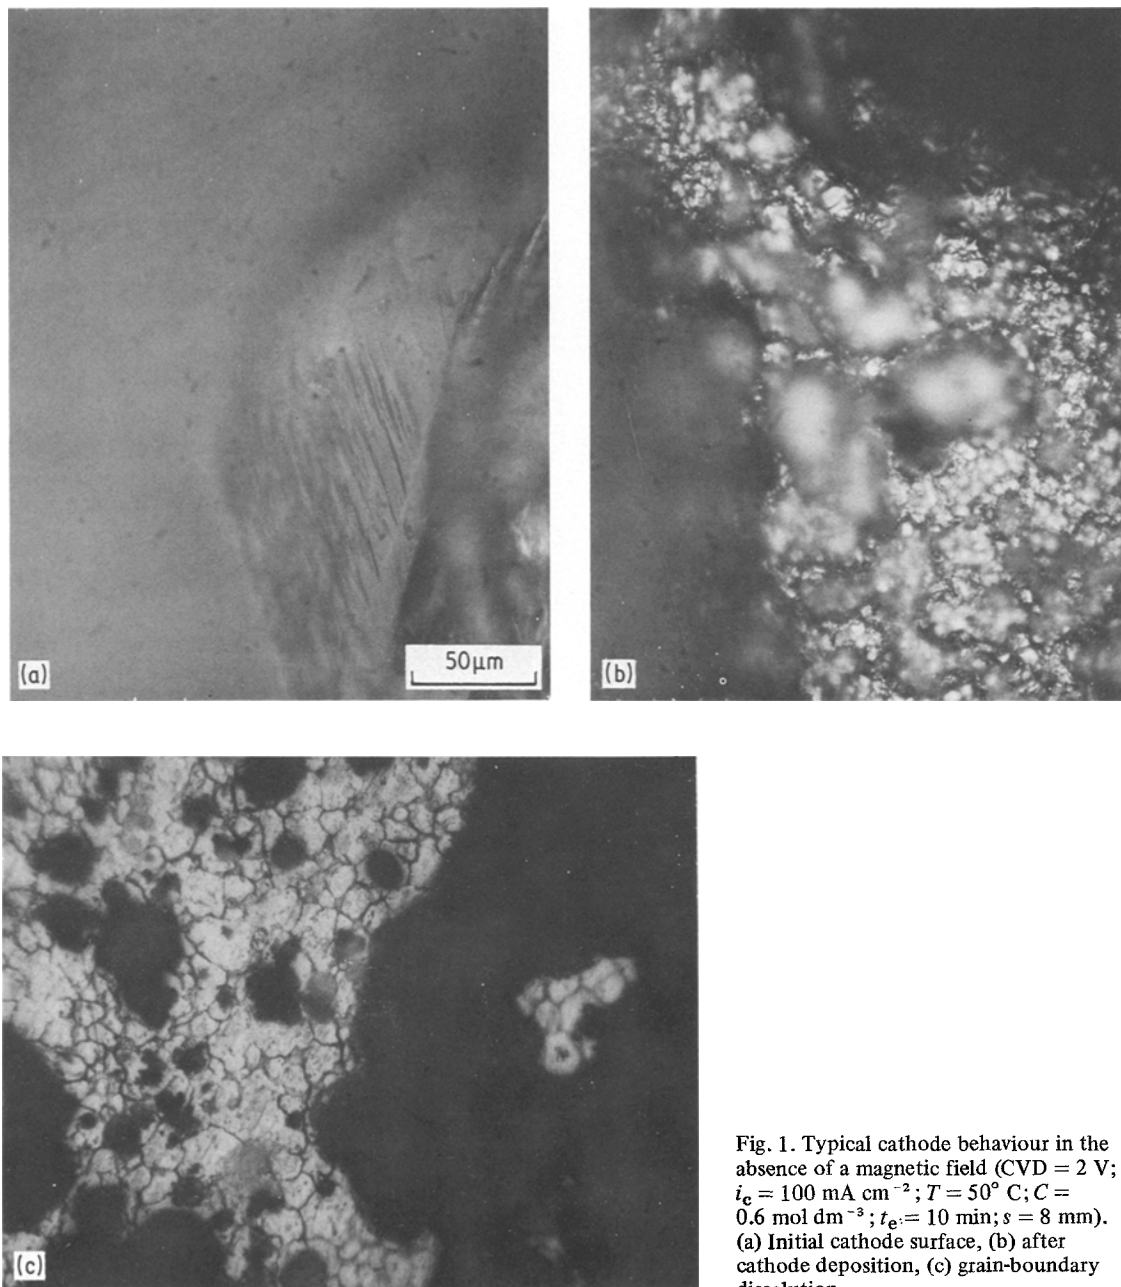 (a)
50μm
(b)
(c)
Fig. 1. Typical cathode behaviour in the
absence of a magnetic field (CVD = 2 V;
i_c = 100 mA cm⁻²; T = 50° C; C =
0.6 mol dm⁻³; t_e = 10 min; s = 8 mm).
(a) Initial cathode surface, (b) after
cathode deposition, (c) grain-boundary